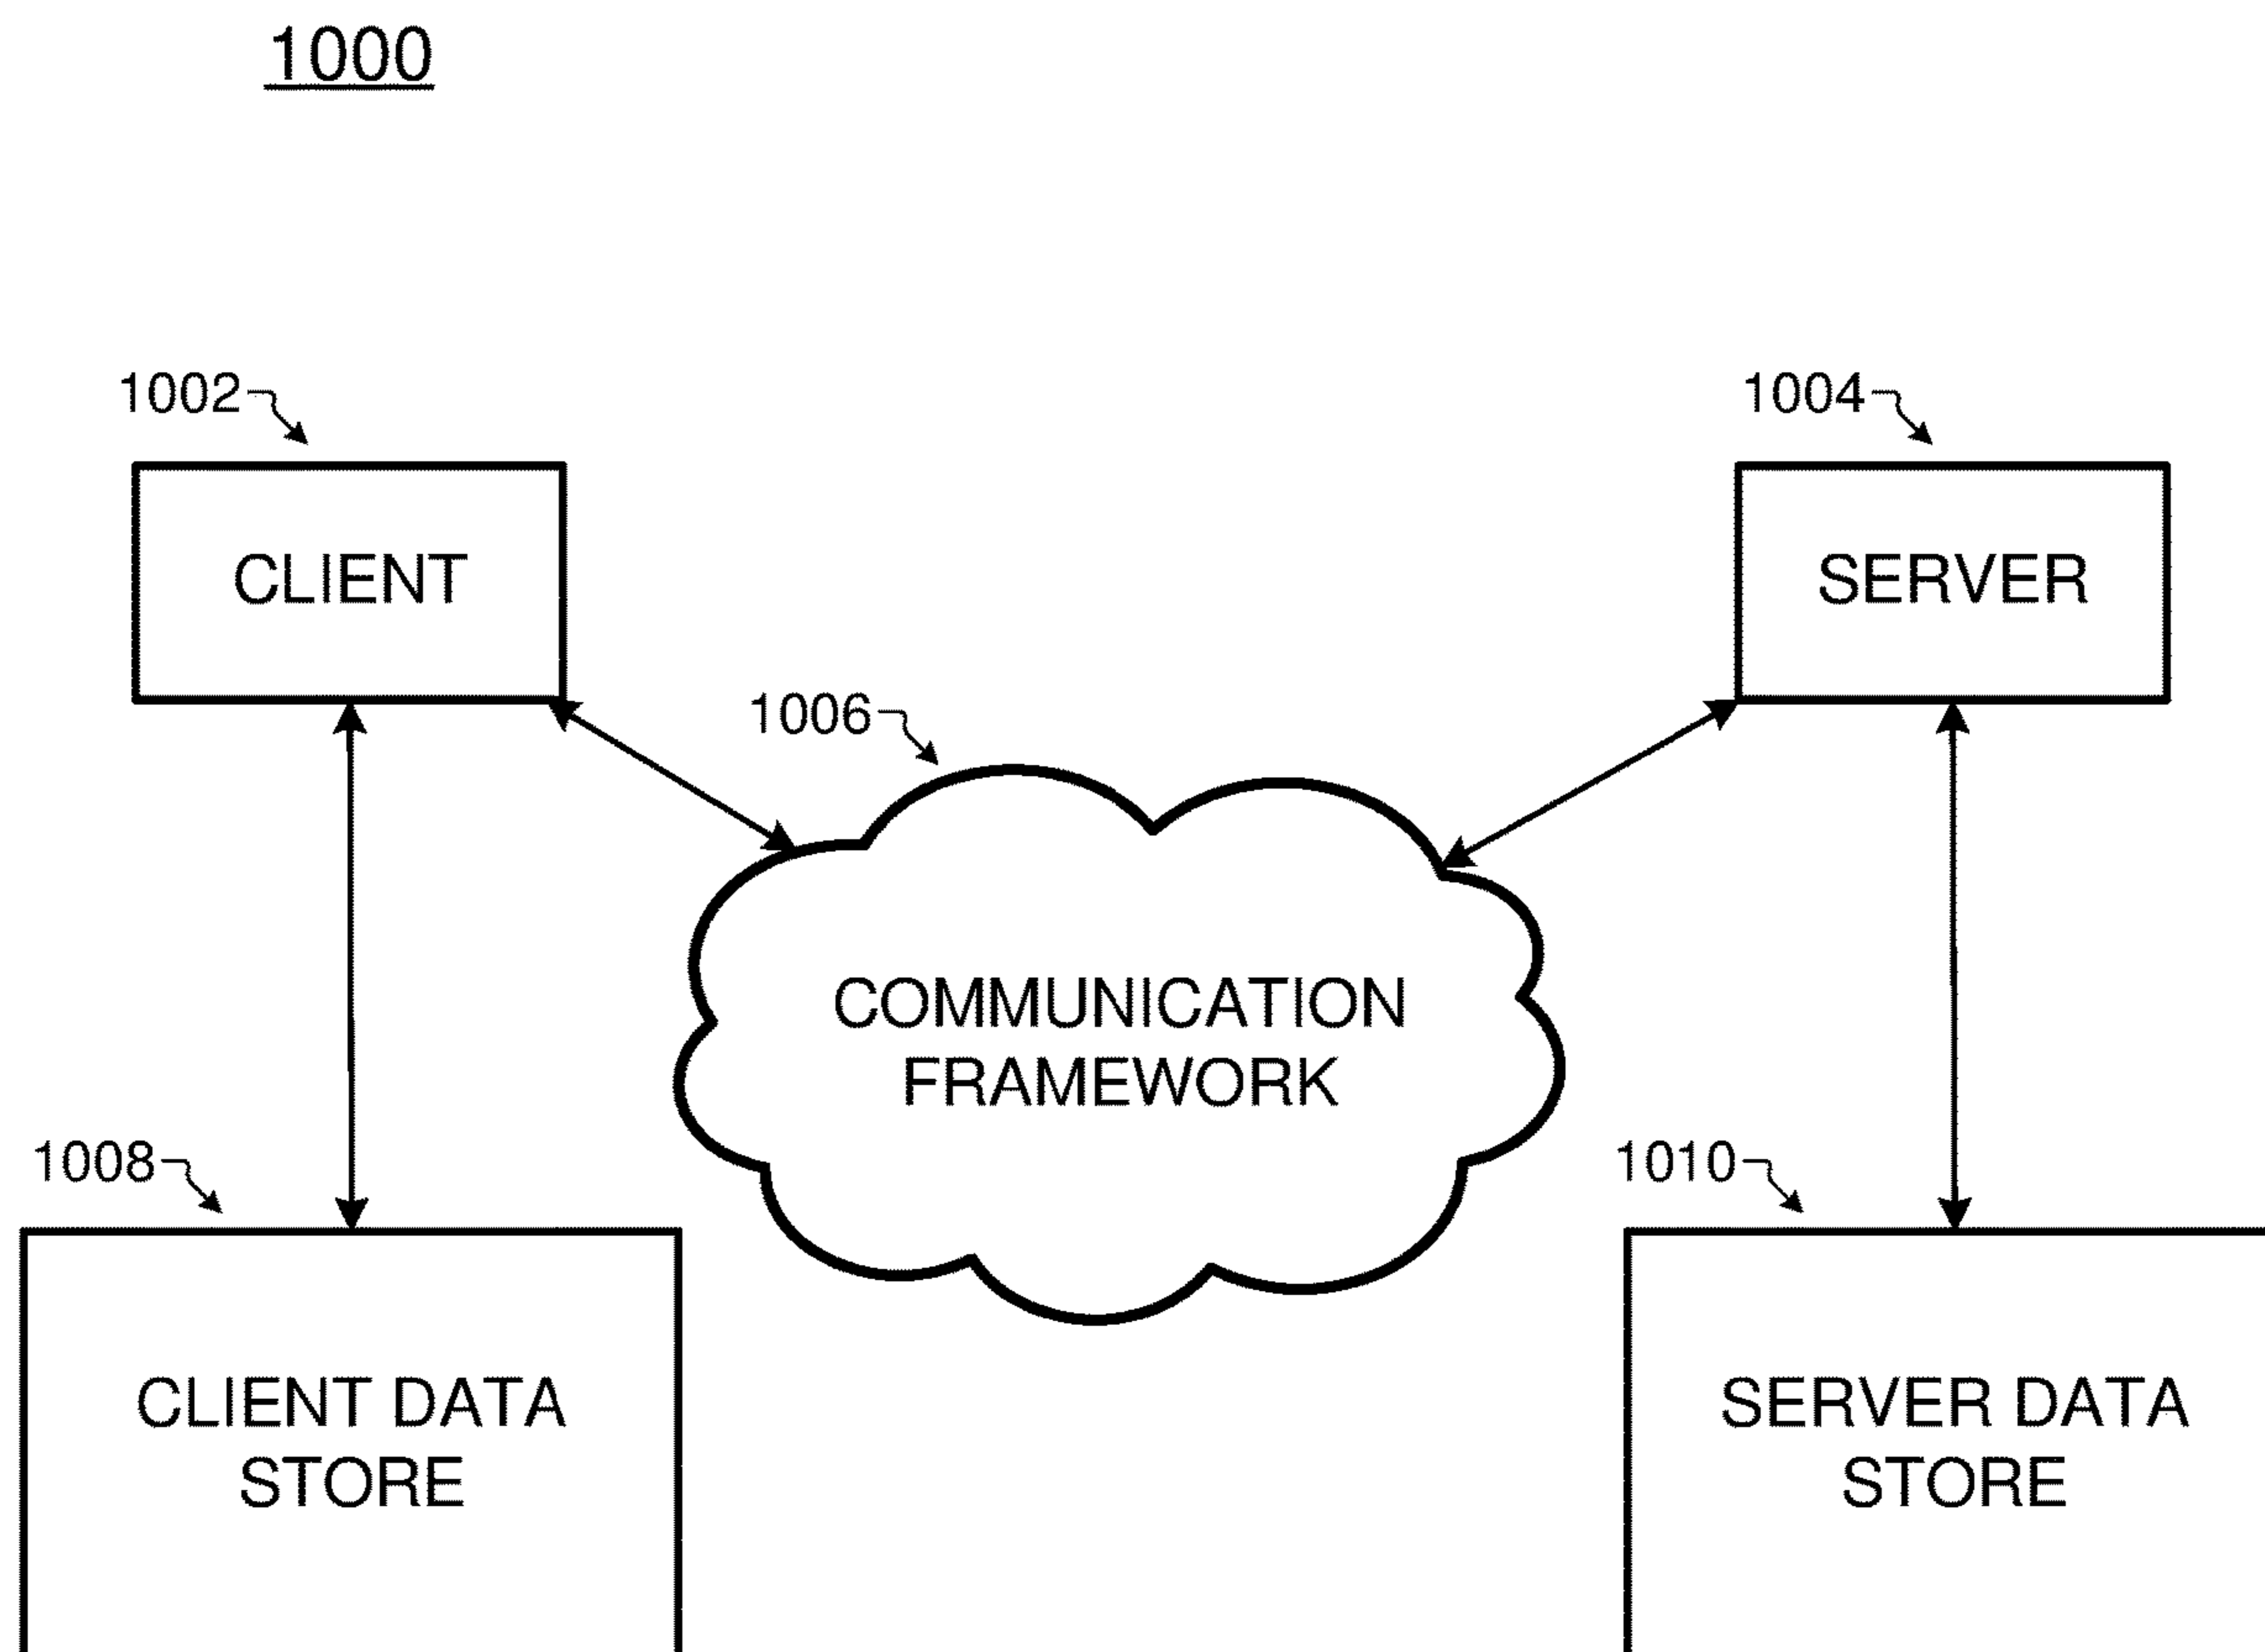 1000
1002
1004
CLIENT
SERVER
1006
COMMUNICATION
FRAMEWORK
1008
1010
CLIENT DATA
STORE
SERVER DATA
STORE